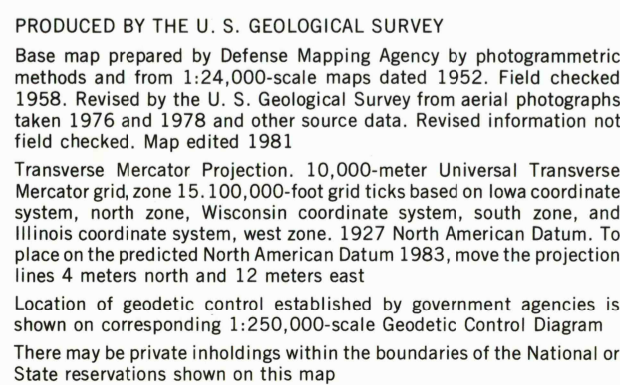 PRODUCED BY THE U. S. GEOLOGICAL SURVEY
Base map prepared by Defense Mapping Agency by photogrammetric
methods and from 1:24,000-scale maps dated 1952. Field checked
1958. Revised by the U. S. Geological Survey from aerial photographs
taken 1976 and 1978 and other source data. Revised information not
field checked. Map edited 1981
Transverse Mercator Projection. 10,000-meter Universal Transverse
Mercator grid, zone 15. 100,000-foot grid ticks based on Iowa coordinate
system, north zone, Wisconsin coordinate system, south zone, and
Illinois coordinate system, west zone. 1927 North American Datum. To
place on the predicted North American Datum 1983, move the projection
lines 4 meters north and 12 meters east
Location of geodetic control established by government agencies is
shown on corresponding 1:250,000-scale Geodetic Control Diagram
There may be private inholdings within the boundaries of the National or
State reservations shown on this map